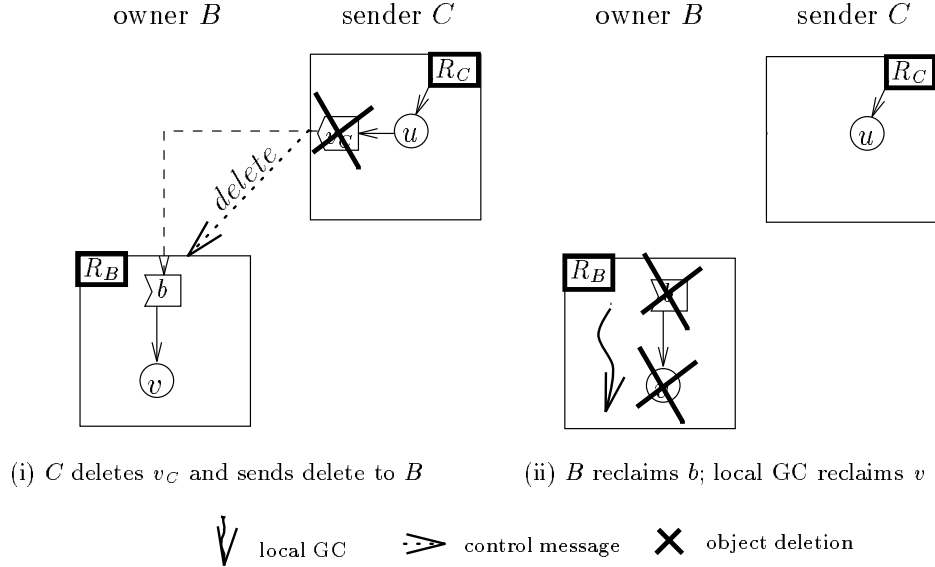 owner B
sender C
owner B
sender C
R_C
v_C
u
delete
R_B
b
v
R_C
u
R_B
(i) C deletes v_C and sends delete to B
(ii) B reclaims b; local GC reclaims v
local GC
control message
object deletion